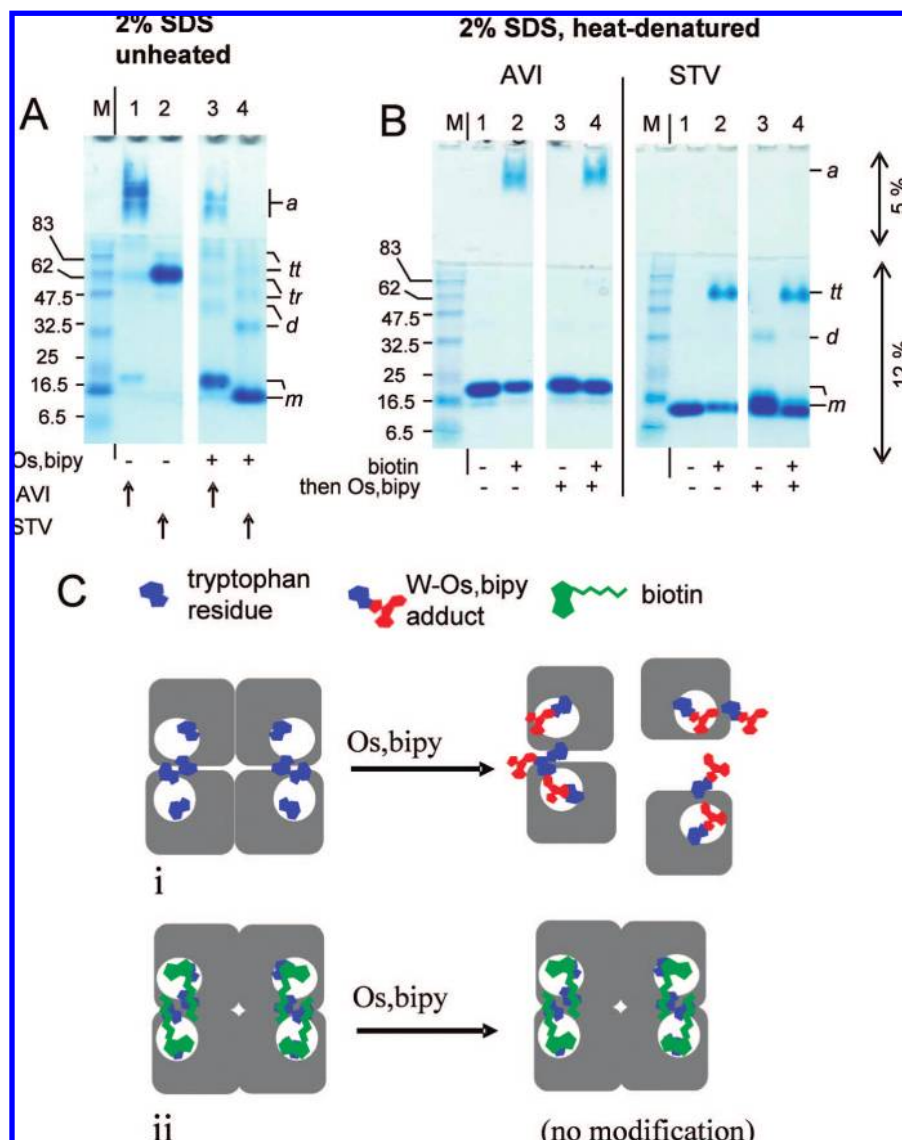 2% SDS
unheated
2% SDS, heat-denatured
AVI
STV
A
M 1 2 3 4
B
M 1 2 3 4
M 1 2 3 4
a
83
62
47.5
32.5
25
16.5
6.5
tt
tr
d
m
83
62
47.5
32.5
25
16.5
6.5
a
tt
d
m
5 %
12 %
Os,bipy - - + +
AVI
STV
biotin - + - + - + - +
then Os,bipy - - + + - - + +
C
tryptophan
residue
W-Os,bipy
adduct
biotin
Os,bipy
i
Os,bipy
ii
(no modification)